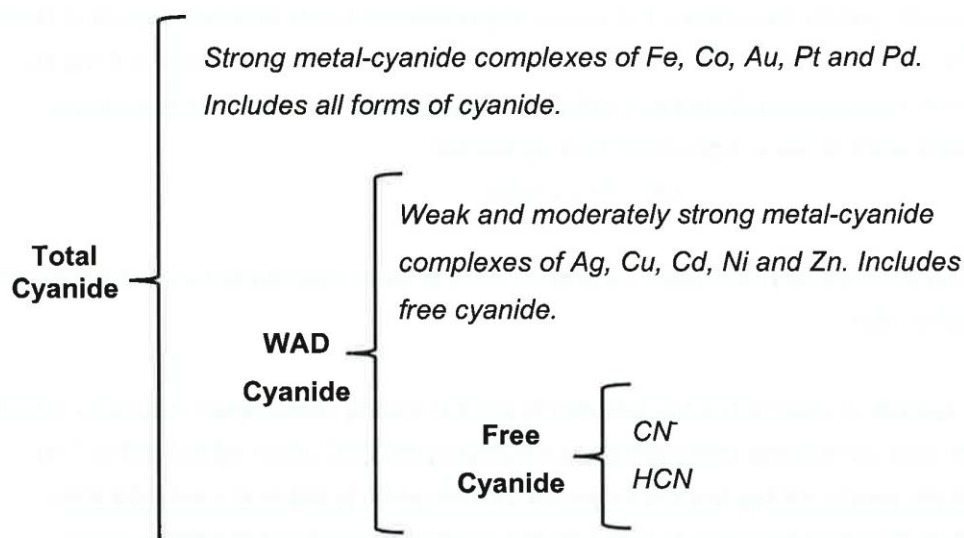 Strong metal-cyanide complexes of Fe, Co, Au, Pt and Pd.
Includes all forms of cyanide.
Total
Cyanide
Weak and moderately strong metal-cyanide
complexes of Ag, Cu, Cd, Ni and Zn. Includes
free cyanide.
WAD
Cyanide
Free
Cyanide
CN⁻
HCN